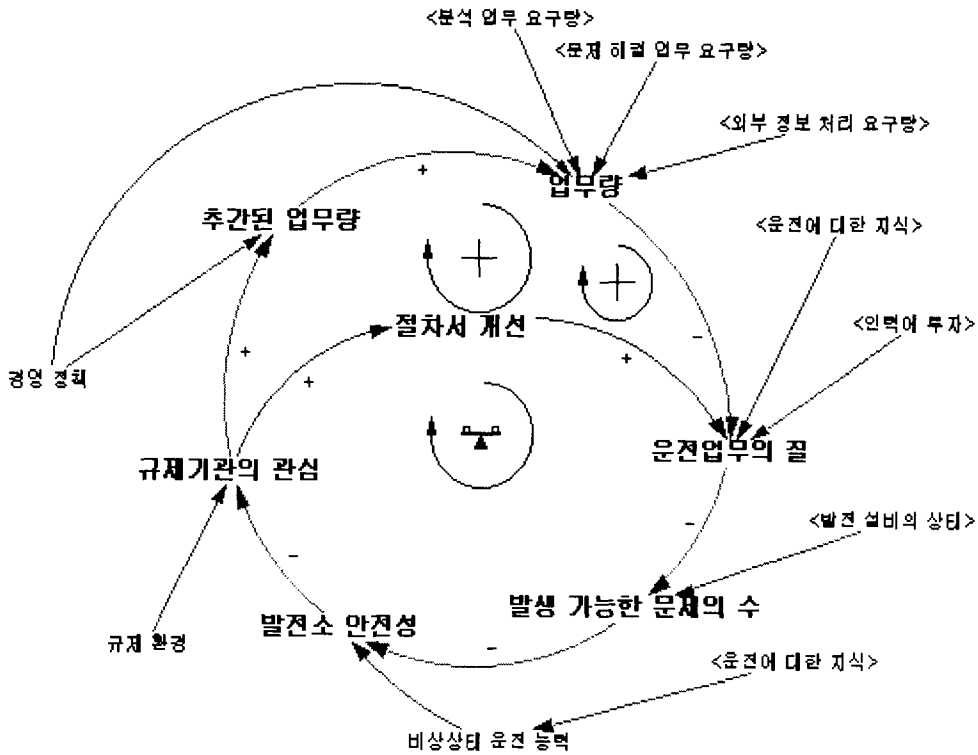 <분석 업무 요구량>
<문제 해결 업무 요구량>
<외부 정보 처리 요구량>
업무량
+
추간된 업무량
<운전에 대한 지식>
절차서 개선
<인력에 투자>
-
+
+
+
경영 정책
규제기관의 관심
운전업무의 질
<발전 설비의 상태>
-
-
발생 가능한 문제의 수
발전소 안전성
규제 환경
-
<운전에 대한 지식>
비상상태 운전 능력